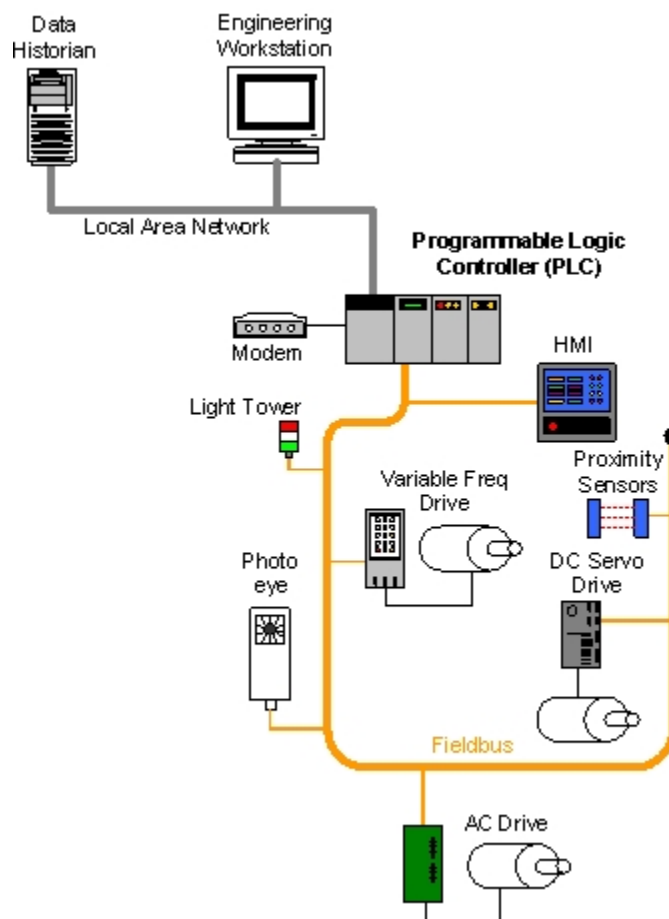 Data
Historian
Engineering
Workstation
Local Area Network
Programmable Logic
Controller (PLC)
Modem
HMI
Light Tower
Proximity
Sensors
Variable Freq
Drive
Photo
eye
DC Servo
Drive
Fieldbus
AC Drive